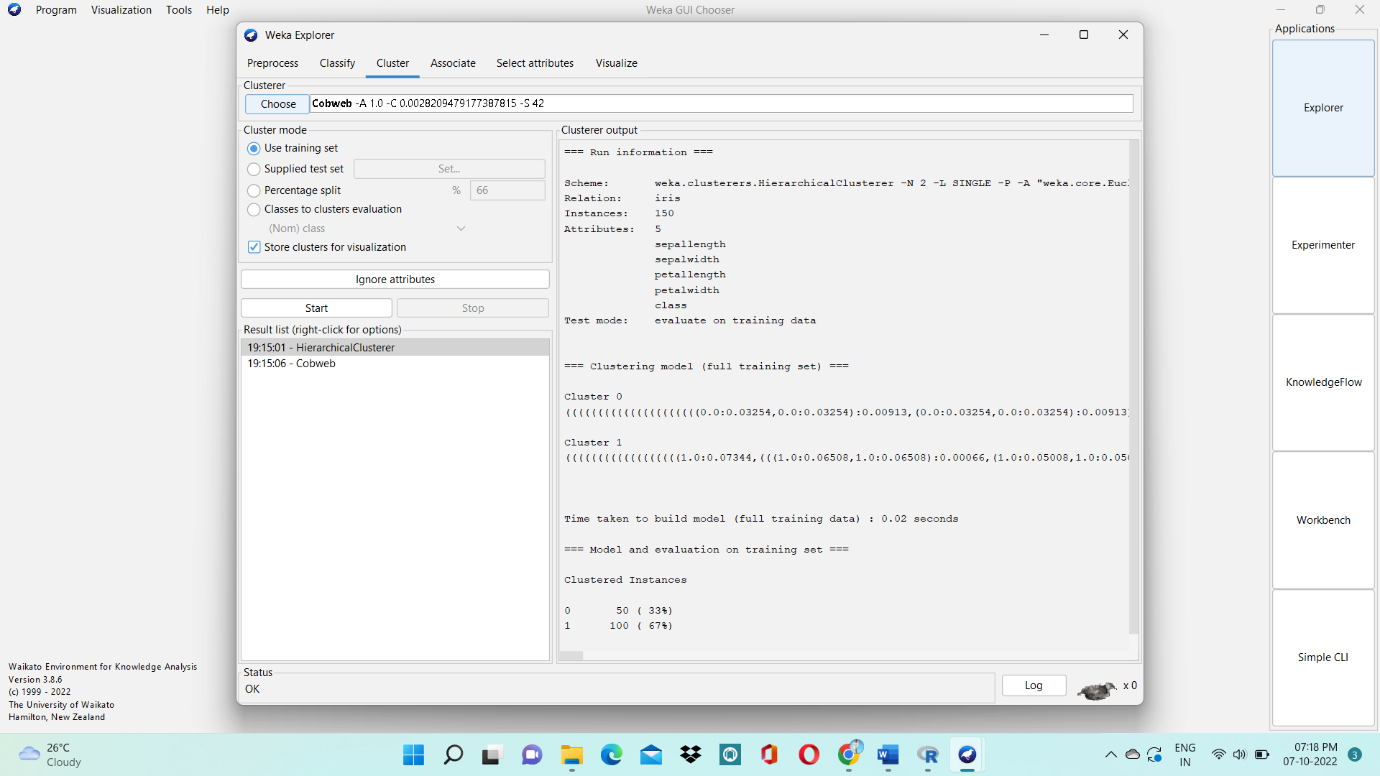 Program Visualization Tools Help
Weka GUI Chooser
Applications
Explorer
Experimenter
KnowledgeFlow
Workbench
Simple CLI
Weka Explorer
Preprocess Classify Cluster Associate Select attributes Visualize
Clusterer
Choose Cobweb -A 1.0 -C 0.0028209479177387815 -S 42
Cluster mode
Use training set
Supplied test set Set...
Percentage split % 66
Classes to clusters evaluation
(Nom) class
Store clusters for visualization
Ignore attributes
Start Stop
Result list (right-click for options)
19:15:01 - HierarchicalClusterer
19:15:06 - Cobweb
Clusterer output
=== Run information ===
Scheme: weka.clusterers.HierarchicalClusterer -N 2 -L SINGLE -P -A "weka.core.Euc
Relation: iris
Instances: 150
Attributes: 5
sepallength
sepalwidth
petallength
petalwidth
class
Test mode: evaluate on training data
=== Clustering model (full training set) ===
Cluster 0
((((((((((((((((((((((0.0:0.03254,0.0:0.03254):0.00913,(0.0:0.03254,0.0:0.03254):0.00913)
Cluster 1
(((((((((((((((((((1.0:0.07344,(((1.0:0.06508,1.0:0.06508):0.00066,(1.0:0.05008,1.0:0.050
Time taken to build model (full training data) : 0.02 seconds
=== Model and evaluation on training set ===
Clustered Instances
0 50 ( 33%)
1 100 ( 67%)
Status
OK
Log
x 0
Waikato Environment for Knowledge Analysis
Version 3.8.6
(c) 1999 - 2022
The University of Waikato
Hamilton, New Zealand
26°C
Cloudy
ENG
IN
07:18 PM
07-10-2022
3